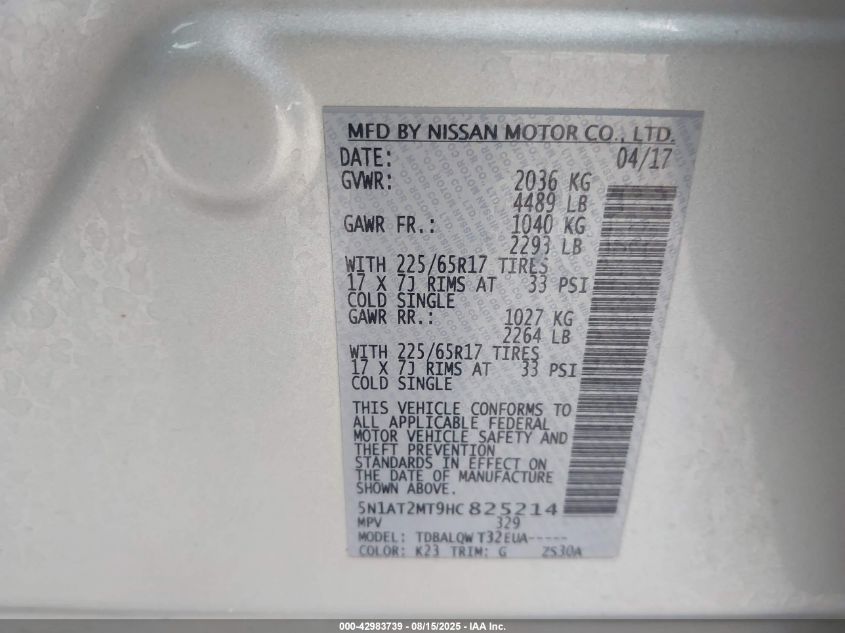 MFD BY NISSAN MOTOR CO., LTD.
DATE: 04/17
GVWR: 2036 KG
4489 LB
GAWR FR.: 1040 KG
2293 LB
WITH 225/65R17 TIRES
17 X 7J RIMS AT 33 PSI
COLD SINGLE
GAWR RR.: 1027 KG
2264 LB
WITH 225/65R17 TIRES
17 X 7J RIMS AT 33 PSI
COLD SINGLE
THIS VEHICLE CONFORMS TO
ALL APPLICABLE FEDERAL
MOTOR VEHICLE SAFETY AND
THEFT PREVENTION
STANDARDS IN EFFECT ON
THE DATE OF MANUFACTURE
SHOWN ABOVE.
5N1AT2MT9HC825214
MPV 329
MODEL: TDBALQW T32EUA-----
COLOR: K23 TRIM: G 2S30A
000-42983739 - 08/15/2025 - IAA Inc.